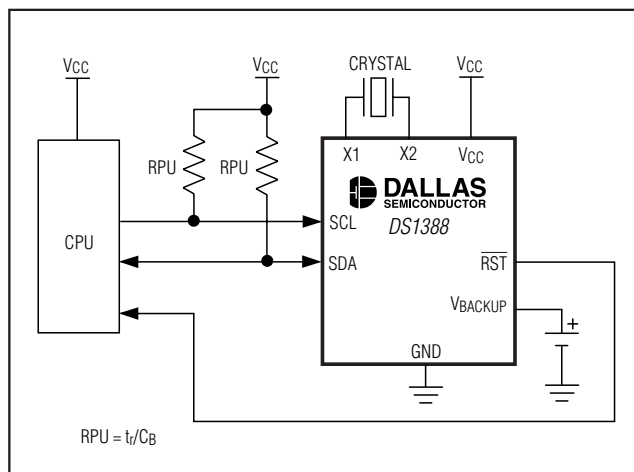 VCC
VCC
CRYSTAL
VCC
RPU
RPU
X1
X2
VCC
DALLAS
SEMICONDUCTOR
DS1388
CPU
SCL
SDA
RST
VBACKUP
+
GND
RPU = tr/CB